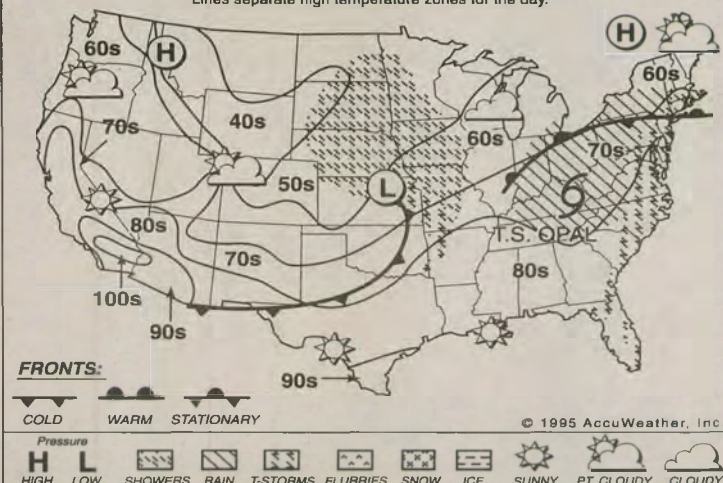 Lines separate high temperature zones for the day.
60s
H
H
60s
70s
40s
60s
70s
50s
L
80s
T.S. OPAL
70s
80s
100s
90s
FRONTS:
90s
COLD WARM STATIONARY
© 1995 AccuWeather, Inc.
Pressure
H L
HIGH LOW SHOWERS RAIN T-STORMS FLURRIES SNOW ICE SUNNY PT. CLOUDY CLOUDY